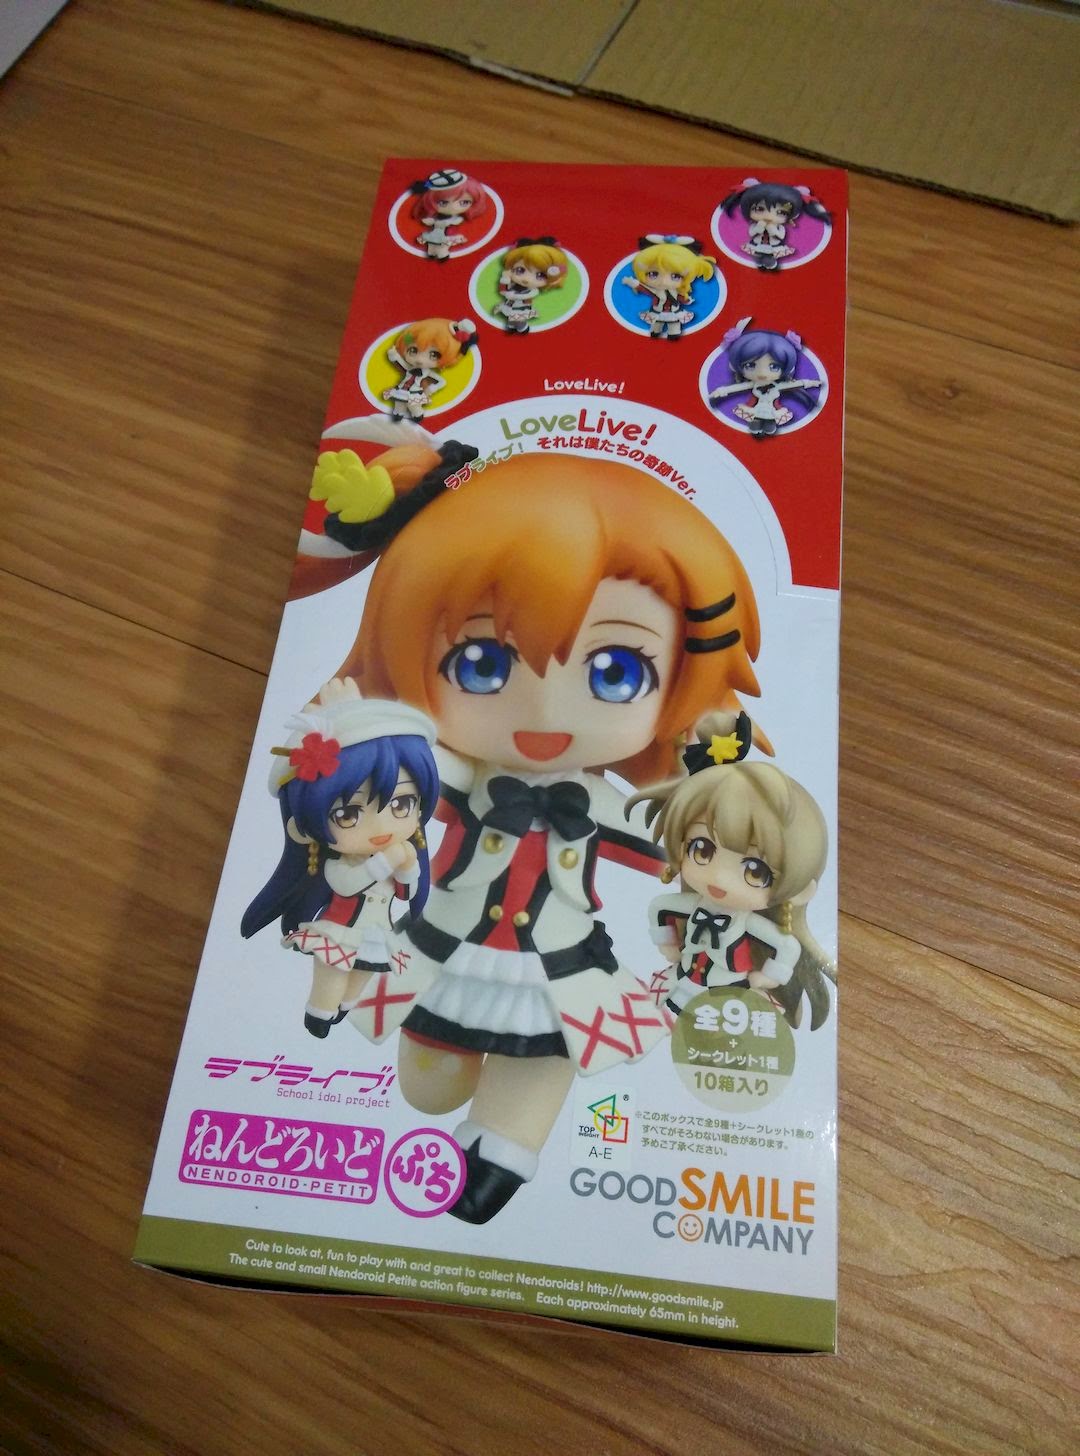 LoveLive!
LoveLive!
ラブライブ! それは僕たちの奇跡Ver.
全9種
+
シークレット1種
10箱入り
ラブライブ!
School idol project
ねんどろいど
NENDOROID-PETIT
ぷち
®
TOP
INSIGHT
A-E
※このボックスで全9種+シークレット1種の
すべてがそろわない場合があります。
予めご了承ください。
GOOD SMILE
COMPANY
Cute to look at, fun to play with and great to collect Nendoroids! http://www.goodsmile.jp
The cute and small Nendoroid Petite action figure series. Each approximately 65mm in height.